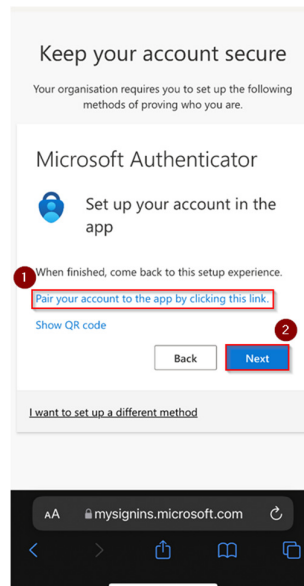 Keep your account secure
Your organisation requires you to set up the following
methods of proving who you are.
Microsoft Authenticator
Set up your account in the
app
1
When finished, come back to this setup experience.
Pair your account to the app by clicking this link.
Show QR code
2
Back Next
I want to set up a different method
AA mysignins.microsoft.com